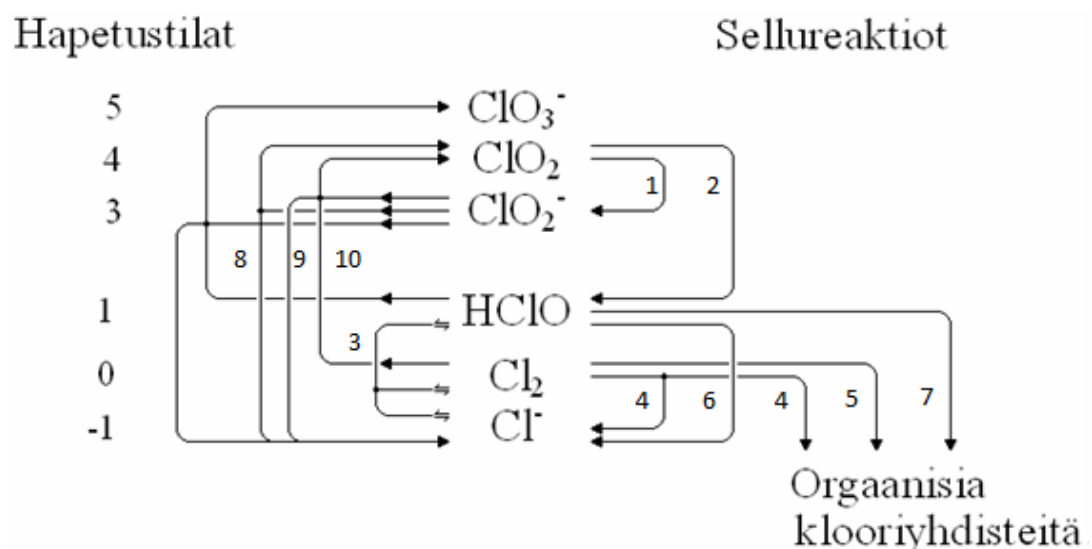 Hapetustilat
Sellureaktiot
5 ClO₃⁻
4 ClO₂
1 2
3 ClO₂⁻
8 9 10
1 HClO
3
0 Cl₂
4 6 4 5 7
-1 Cl⁻
Orgaanisia
klooriyhdisteitä